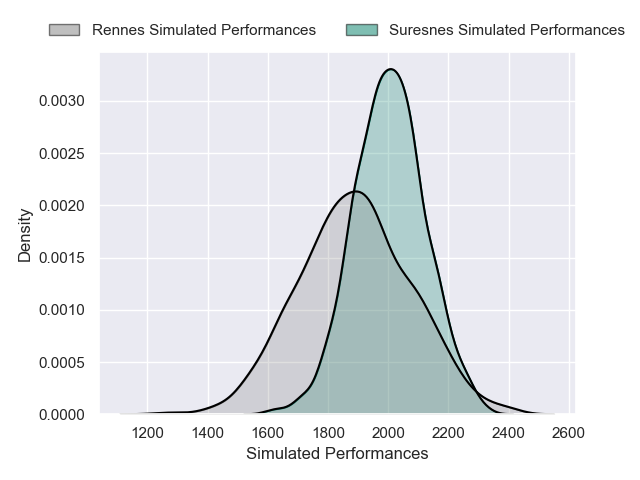 Rennes Simulated Performances
Suresnes Simulated Performances
0.0030
0.0025
0.0020
0.0015
0.0010
0.0005
0.0000
Density
1200 1400 1600 1800 2000 2200 2400 2600
Simulated Performances